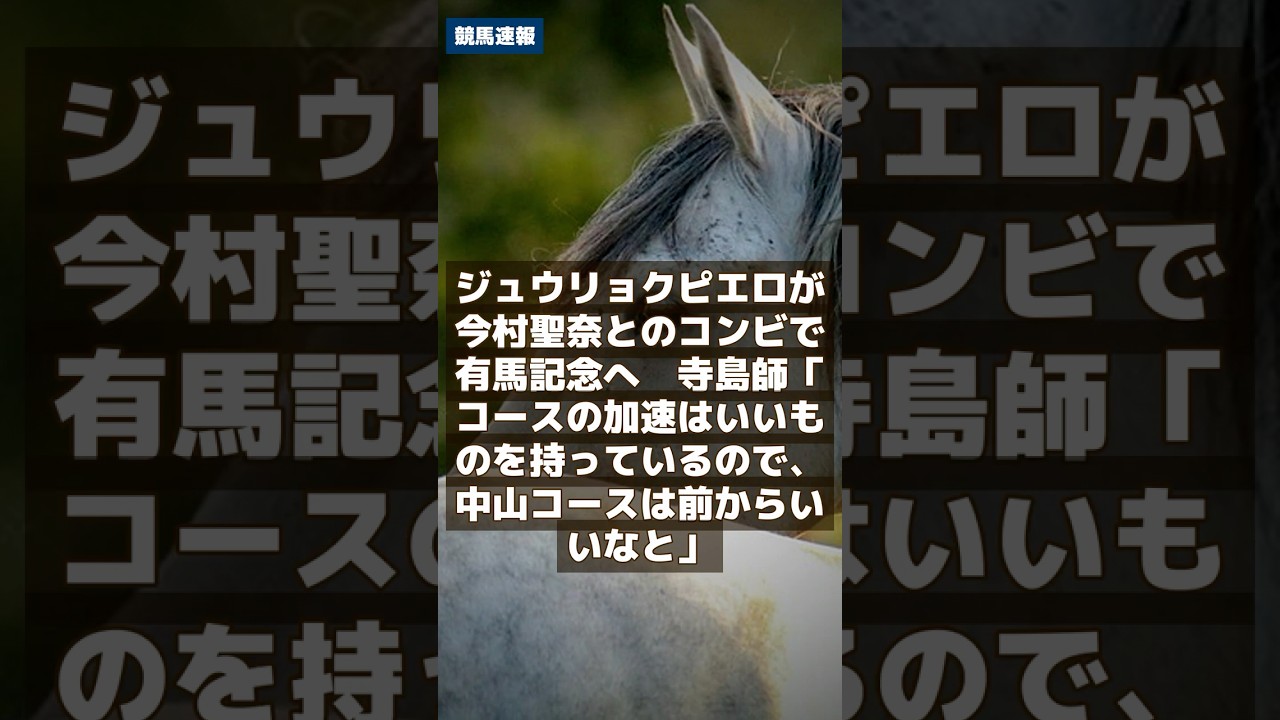 競馬速報
ジュウリョクピエロが
今村聖奈とのコンビで
有馬記念へ　寺島師「
コースの加速はいいも
のを持っているので、
中山コースは前からい
いなと」